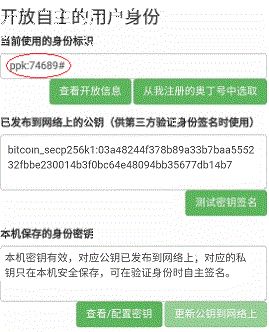 开放自主的用户身份
当前使用的身份标识
ppk:74689#
查看开放信息 从我注册的奥丁号中选取
已发布到网络上的公钥（供第三方验证身份签名时使用）
bitcoin_secp256k1:03a48244f378b89a33b7baa5552
32fbbe230014b3f0bc64e48094bb35677db14b7
测试密钥签名
本机保存的身份密钥
本机密钥有效，对应公钥已发布到网络上，对应的私
钥只在本机安全保存，可在验证身份时自主签名。
查看/配置密钥 更新公钥到网络上